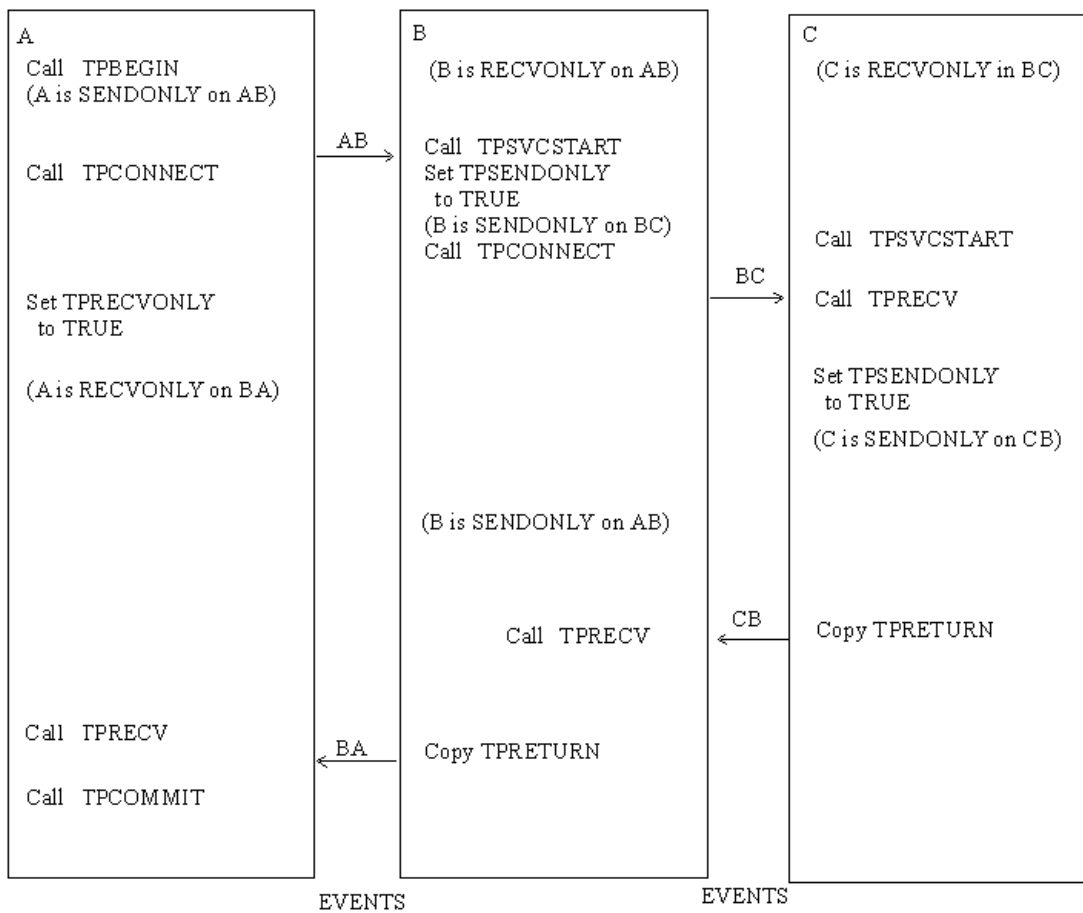 A
Call TPBEGIN
(A is SENDONLY on AB)
Call TPCONNECT
Set TPRECVONLY
to TRUE
(A is RECVONLY on BA)
Call TPRECV
Call TPCOMMIT
AB
BA
EVENTS
B
(B is RECVONLY on AB)
Call TPSVCSTART
Set TPSENDONLY
to TRUE
(B is SENDONLY on BC)
Call TPCONNECT
(B is SENDONLY on AB)
Call TPRECV
Copy TPRETURN
BC
CB
EVENTS
C
(C is RECVONLY in BC)
Call TPSVCSTART
Call TPRECV
Set TPSENDONLY
to TRUE
(C is SENDONLY on CB)
Copy TPRETURN